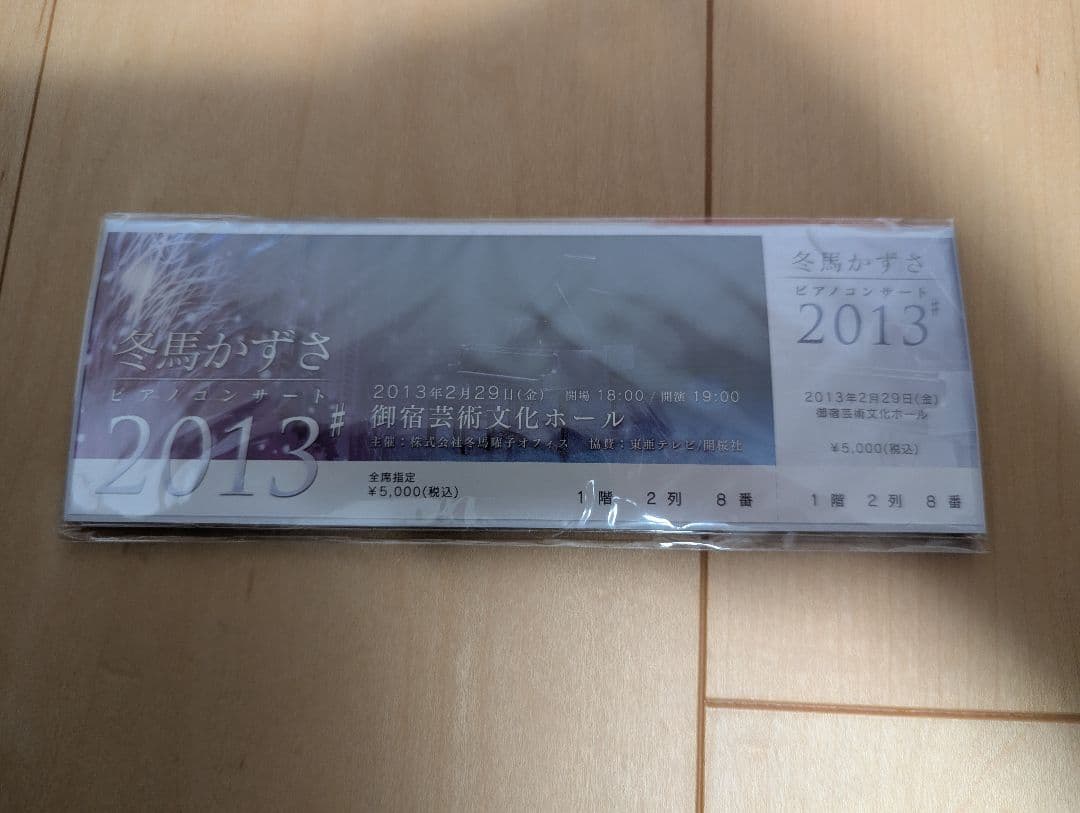 冬馬かずさ
ピアノコンサート
2013#
2013年2月29日(金) 開場 18:00 / 開演 19:00
御宿芸術文化ホール
主催：株式会社冬馬曜子オフィス 協賛：東亜テレビ/開桜社
全席指定
¥5,000(税込)
1 階 2 列 8 番
冬馬かずさ
ピアノコンサート
2013#
2013年2月29日(金)
御宿芸術文化ホール
¥5,000(税込)
1 階 2 列 8 番